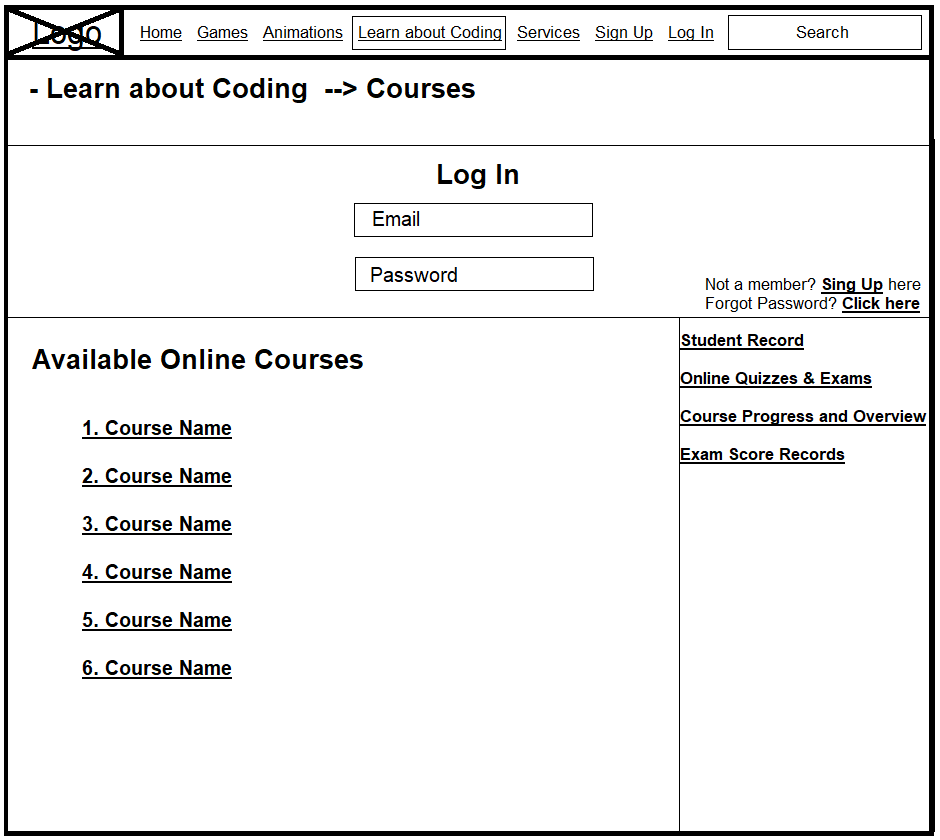 Logo Home Games Animations Learn about Coding Services Sign Up Log In Search
- Learn about Coding --> Courses
Log In
Email
Password
Not a member? Sing Up here
Forgot Password? Click here
Available Online Courses
1. Course Name
2. Course Name
3. Course Name
4. Course Name
5. Course Name
6. Course Name
Student Record
Online Quizzes & Exams
Course Progress and Overview
Exam Score Records